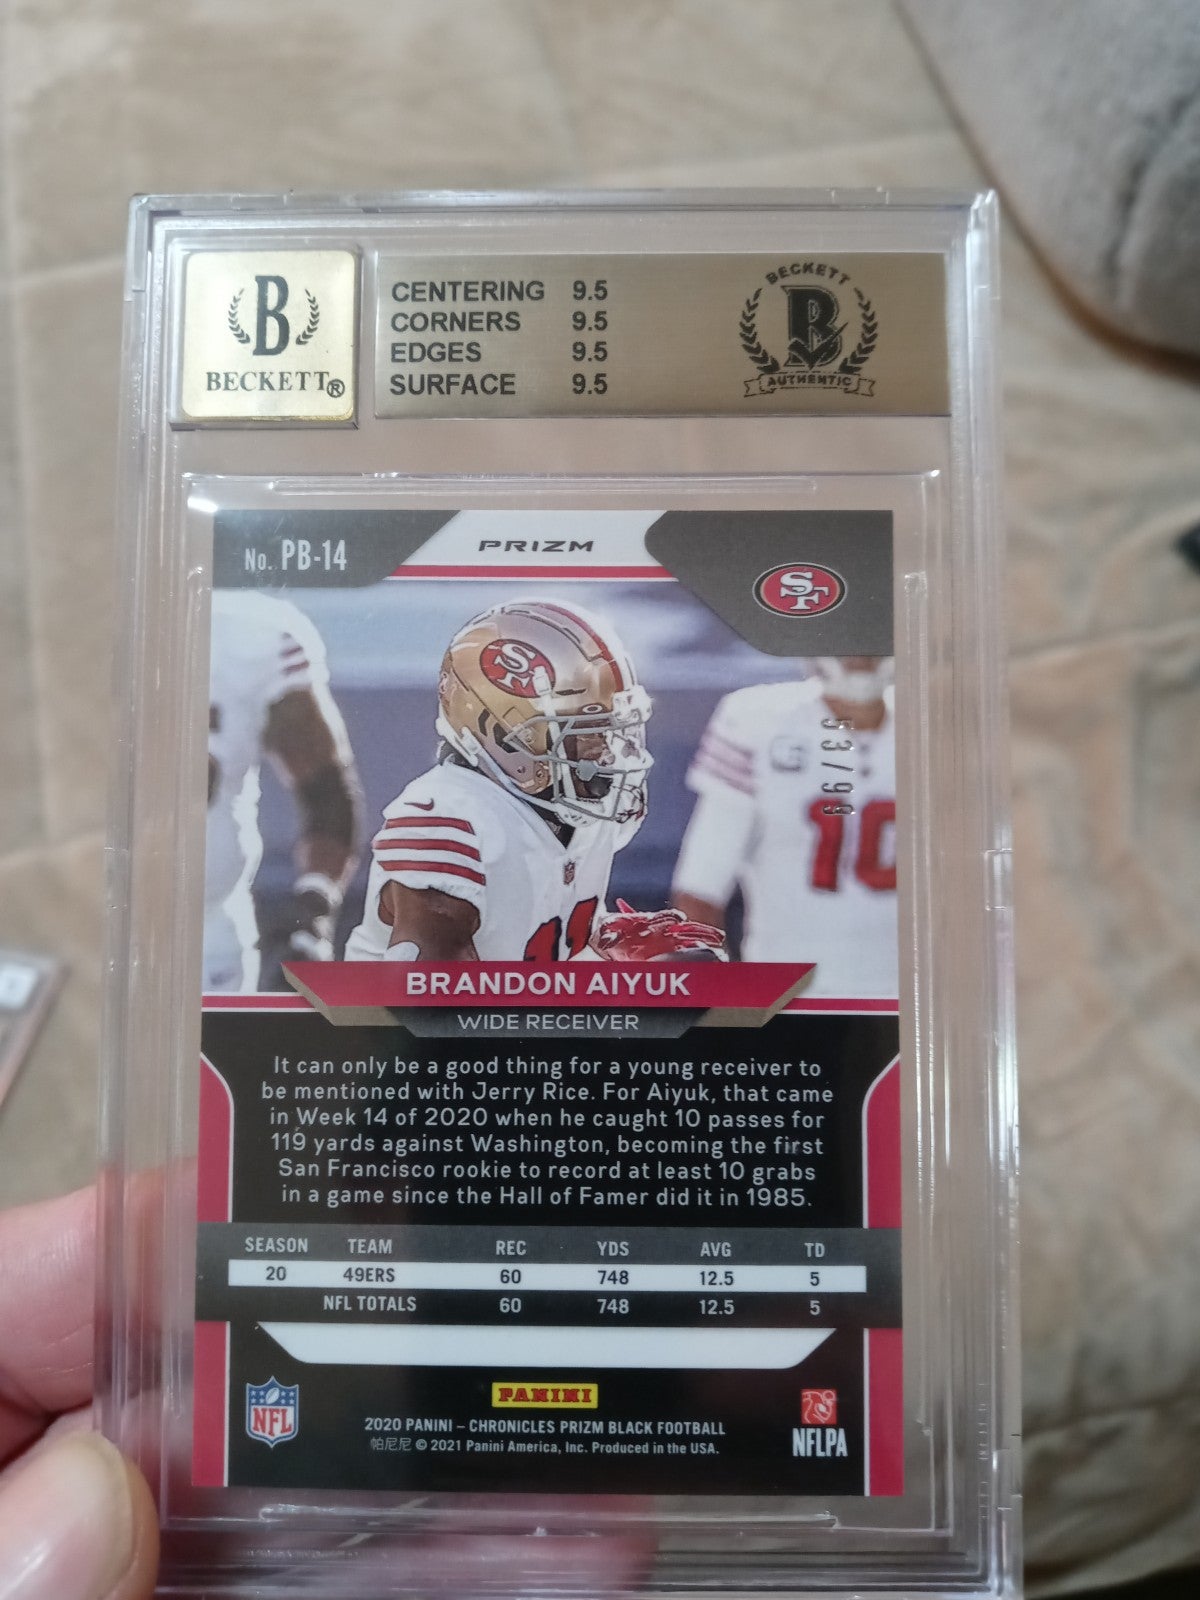 B
BECKETT®
CENTERING 9.5
CORNERS 9.5
EDGES 9.5
SURFACE 9.5
BECKETT
B
AUTHENTIC
No. PB-14
PRIZM
SF
SF
53/99
10
11
BRANDON AIYUK
WIDE RECEIVER
It can only be a good thing for a young receiver to
be mentioned with Jerry Rice. For Aiyuk, that came
in Week 14 of 2020 when he caught 10 passes for
119 yards against Washington, becoming the first
San Francisco rookie to record at least 10 grabs
in a game since the Hall of Famer did it in 1985.
SEASON TEAM REC YDS AVG TD
20 49ERS 60 748 12.5 5
NFL TOTALS 60 748 12.5 5
NFL
PANINI
2020 PANINI – CHRONICLES PRIZM BLACK FOOTBALL
帕尼尼 © 2021 Panini America, Inc. Produced in the USA.
NFLPA